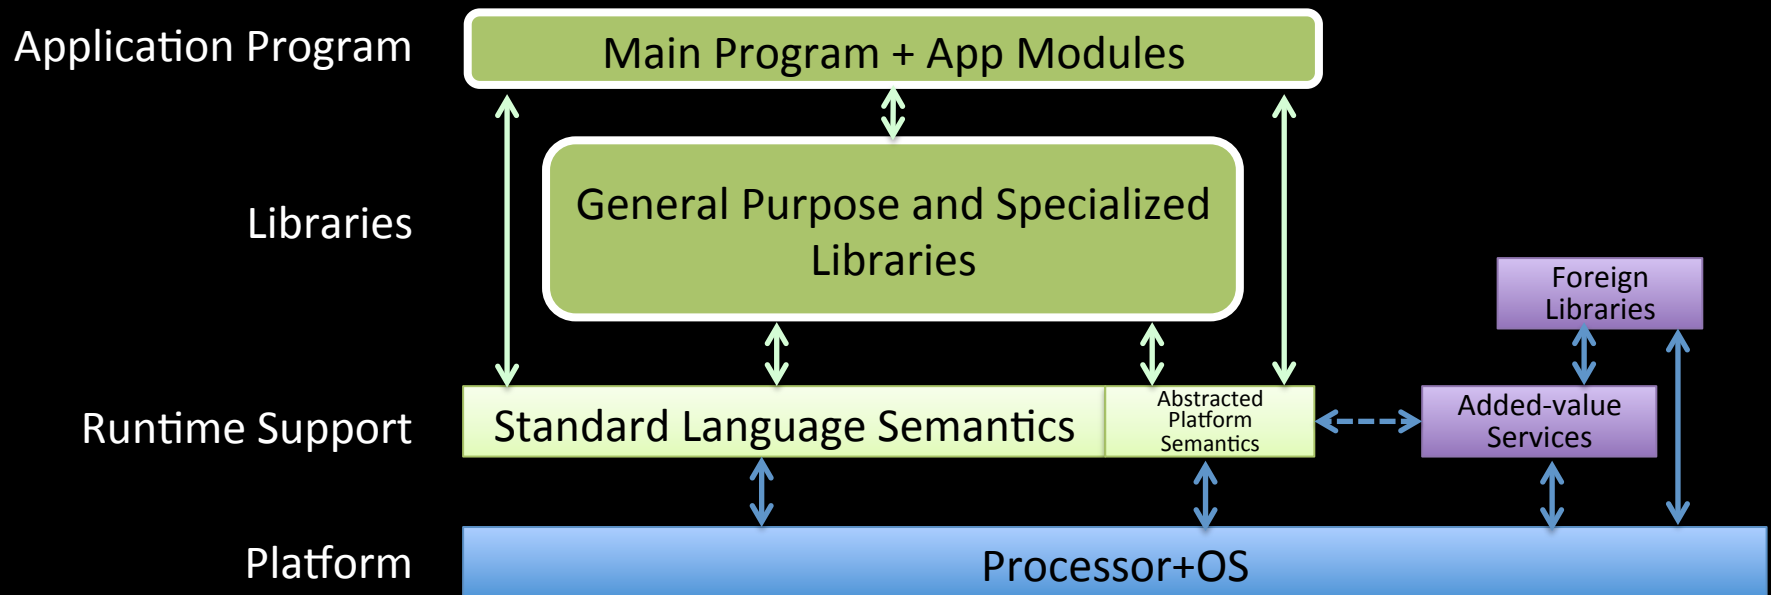 Application Program
Main Program + App Modules
Libraries
General Purpose and Specialized
Libraries
Foreign
Libraries
Runtime Support
Standard Language Semantics
Abstracted
Platform
Semantics
Added-value
Services
Platform
Processor+OS